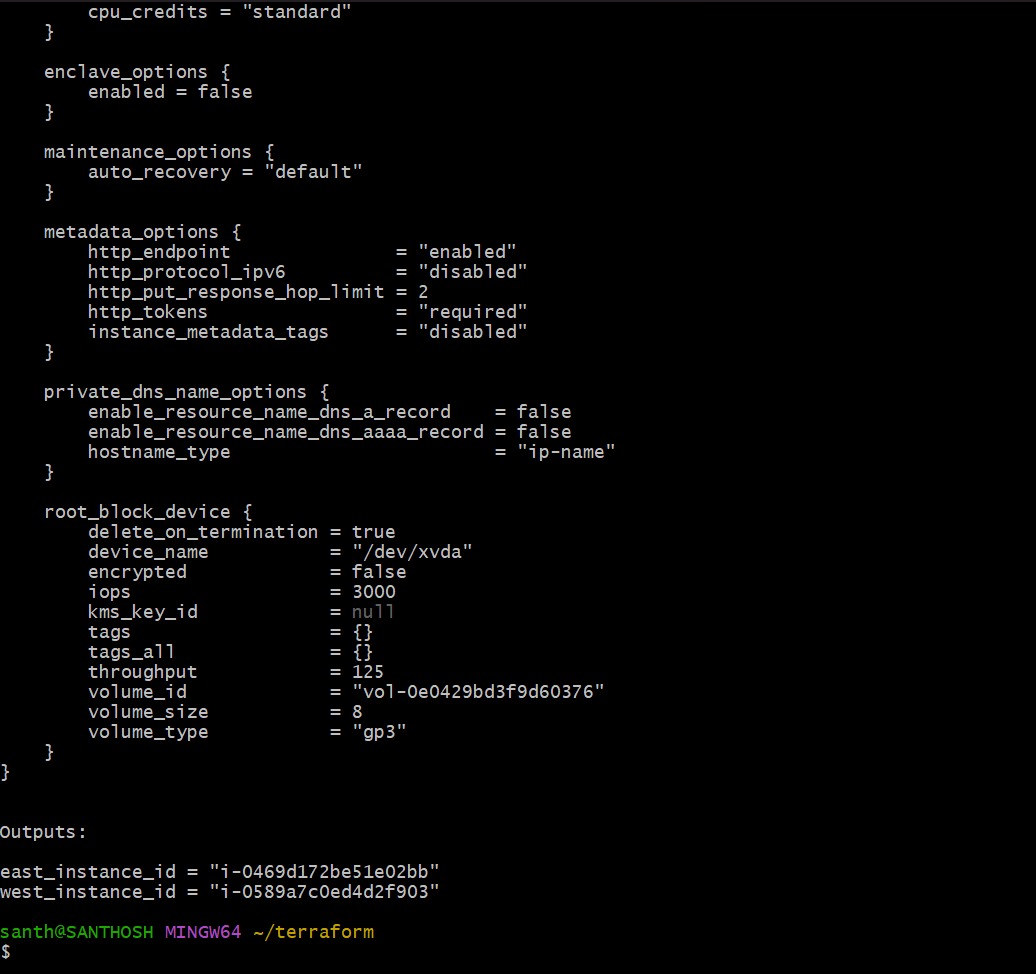 cpu_credits = "standard"
    }

    enclave_options {
        enabled = false
    }

    maintenance_options {
        auto_recovery = "default"
    }

    metadata_options {
        http_endpoint               = "enabled"
        http_protocol_ipv6          = "disabled"
        http_put_response_hop_limit = 2
        http_tokens                 = "required"
        instance_metadata_tags      = "disabled"
    }

    private_dns_name_options {
        enable_resource_name_dns_a_record    = false
        enable_resource_name_dns_aaaa_record = false
        hostname_type                        = "ip-name"
    }

    root_block_device {
        delete_on_termination = true
        device_name           = "/dev/xvda"
        encrypted             = false
        iops                  = 3000
        kms_key_id            = null
        tags                  = {}
        tags_all              = {}
        throughput            = 125
        volume_id             = "vol-0e0429bd3f9d60376"
        volume_size           = 8
        volume_type           = "gp3"
    }
}


Outputs:

east_instance_id = "i-0469d172be51e02bb"
west_instance_id = "i-0589a7c0ed4d2f903"

santh@SANTHOSH MINGW64 ~/terraform
$